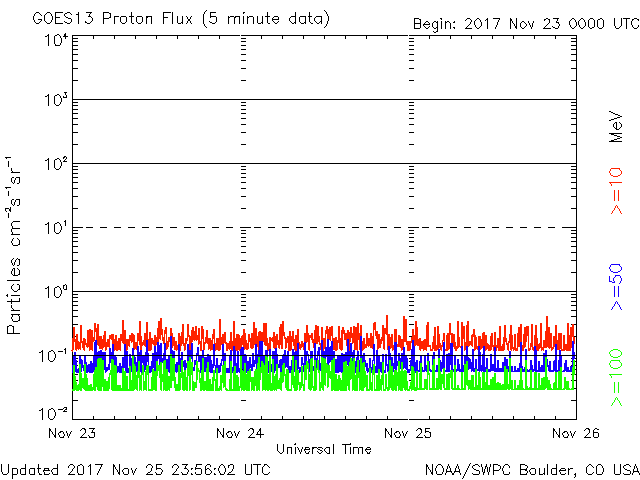 GOES13 Proton Flux (5 minute data)
Begin: 2017 Nov 23 0000 UTC
10⁴
10³
10²
10¹
10⁰
10⁻¹
10⁻²
Particles cm⁻²s⁻¹sr⁻¹
Nov 23
Nov 24
Nov 25
Nov 26
Universal Time
MeV
>=10
>=50
>=100
Updated 2017 Nov 25 23:56:02 UTC
NOAA/SWPC Boulder, CO USA